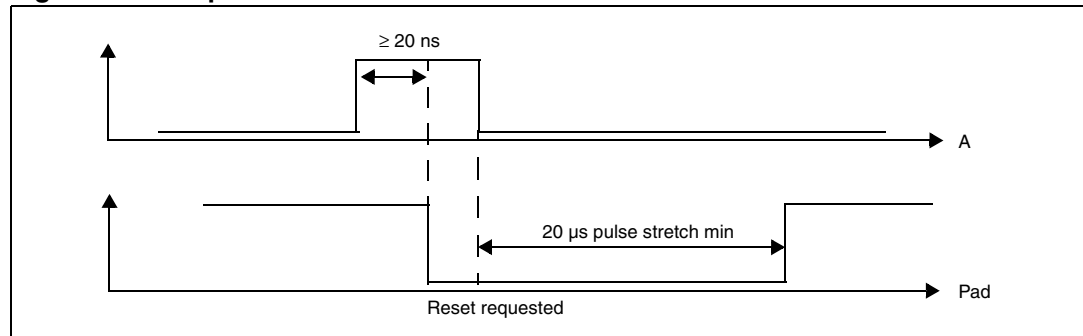 ≥ 20 ns
A
20 µs pulse stretch min
Pad
Reset requested